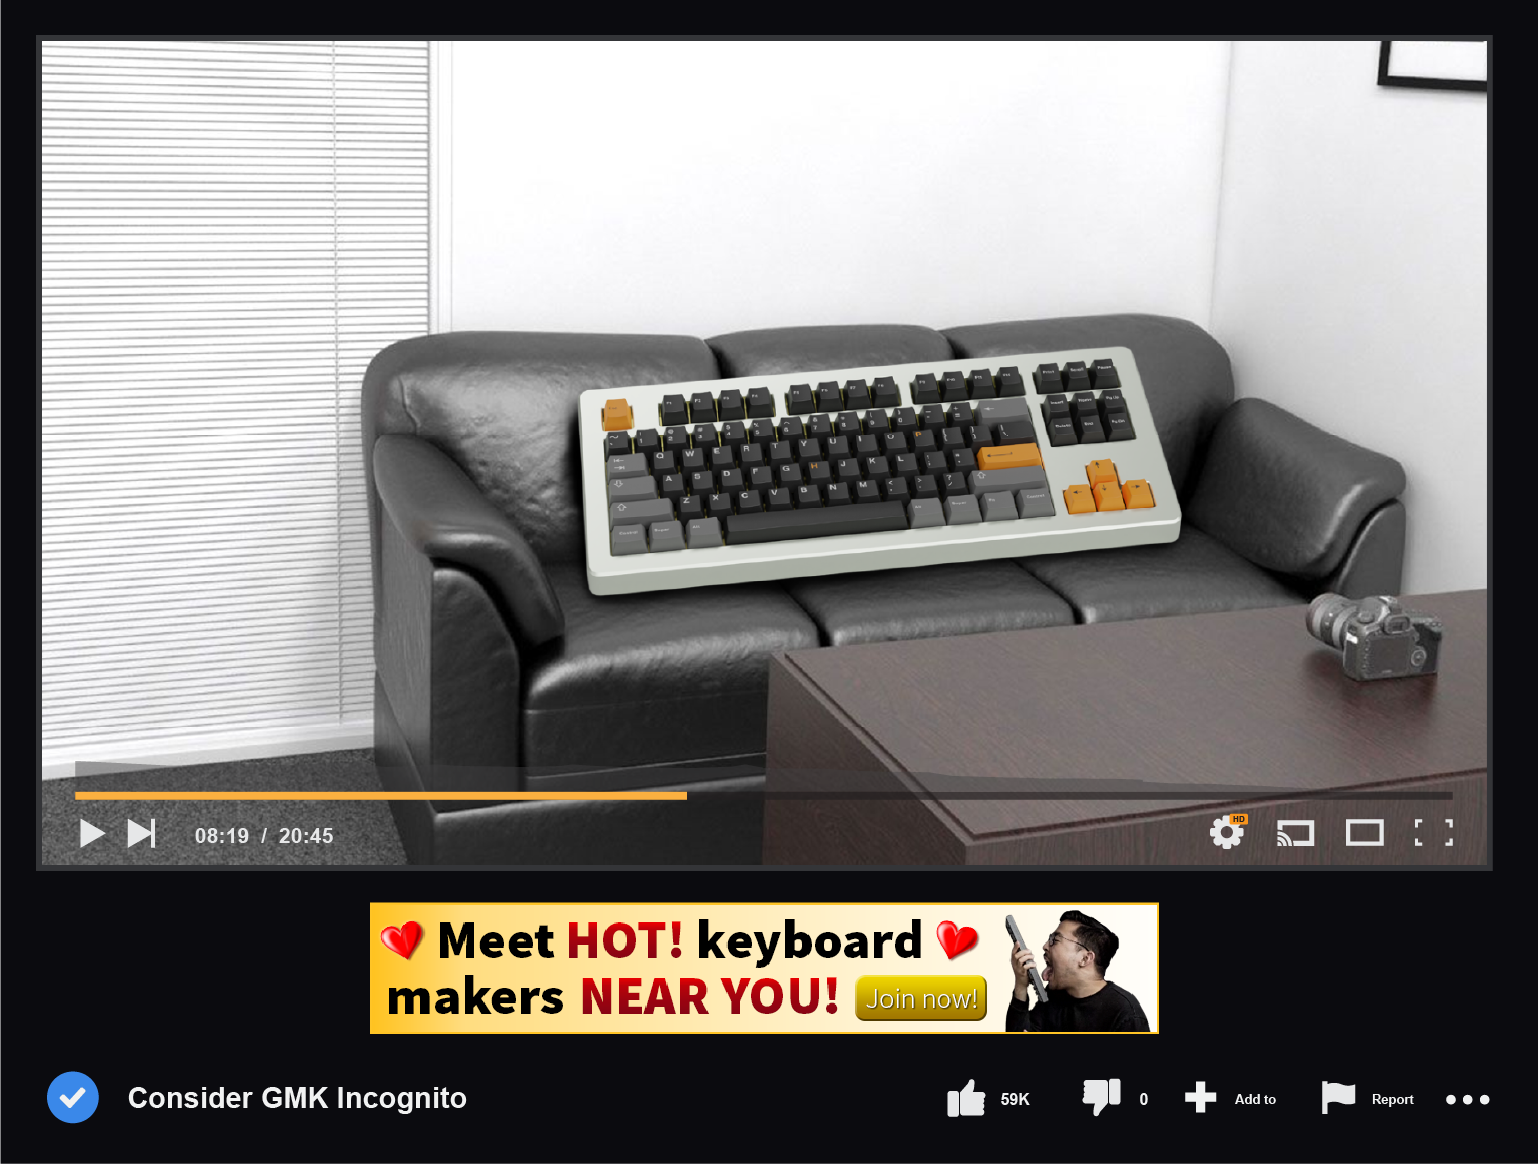 Q W E R T Y U I O P
A S D F G H J K L
Z X C V B N M
08:19 / 20:45
HD
Meet HOT! keyboard
makers NEAR YOU!
Join now!
Consider GMK Incognito
59K
0
Add to
Report